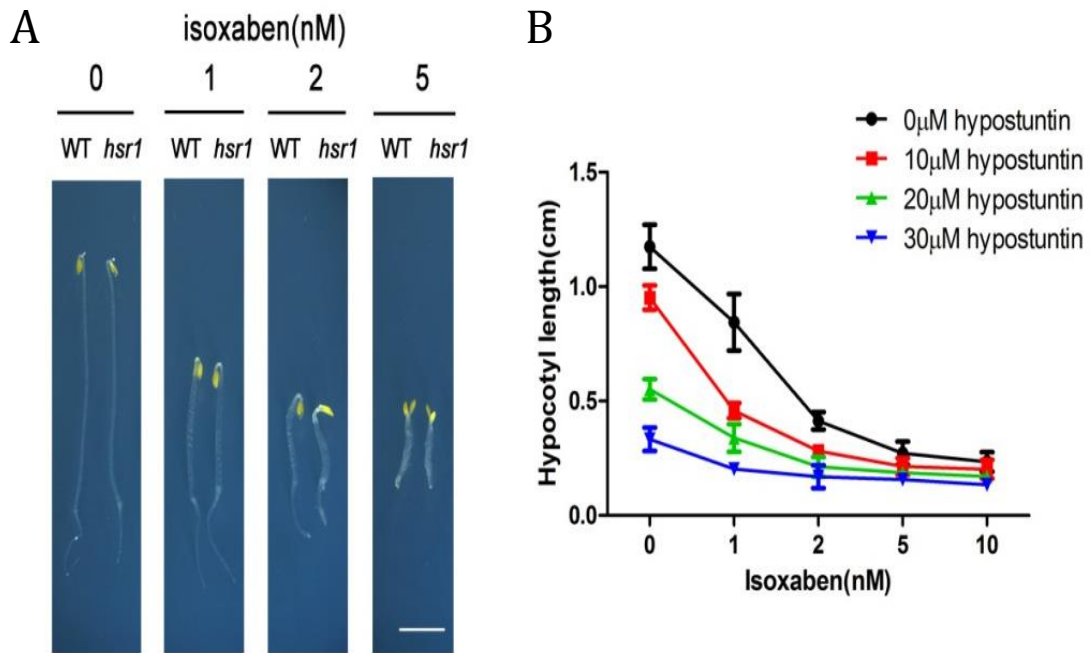 A
isoxaben(nM)
0 1 2 5
WT hsr1 WT hsr1 WT hsr1 WT hsr1
B
0μM hypostuntin
10μM hypostuntin
20μM hypostuntin
30μM hypostuntin
Hypocotyl length(cm)
1.5
1.0
0.5
0.0
0 1 2 5 10
Isoxaben(nM)